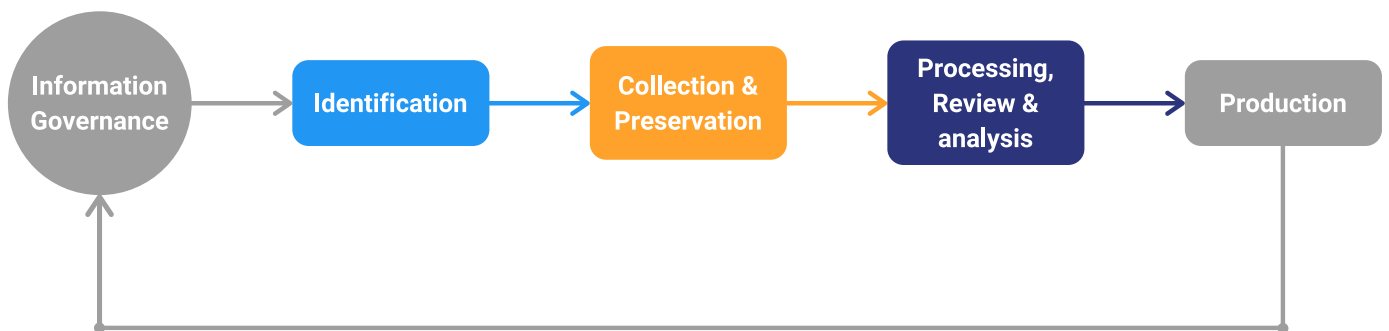 Information
Governance
Identification
Collection &
Preservation
Processing,
Review &
analysis
Production